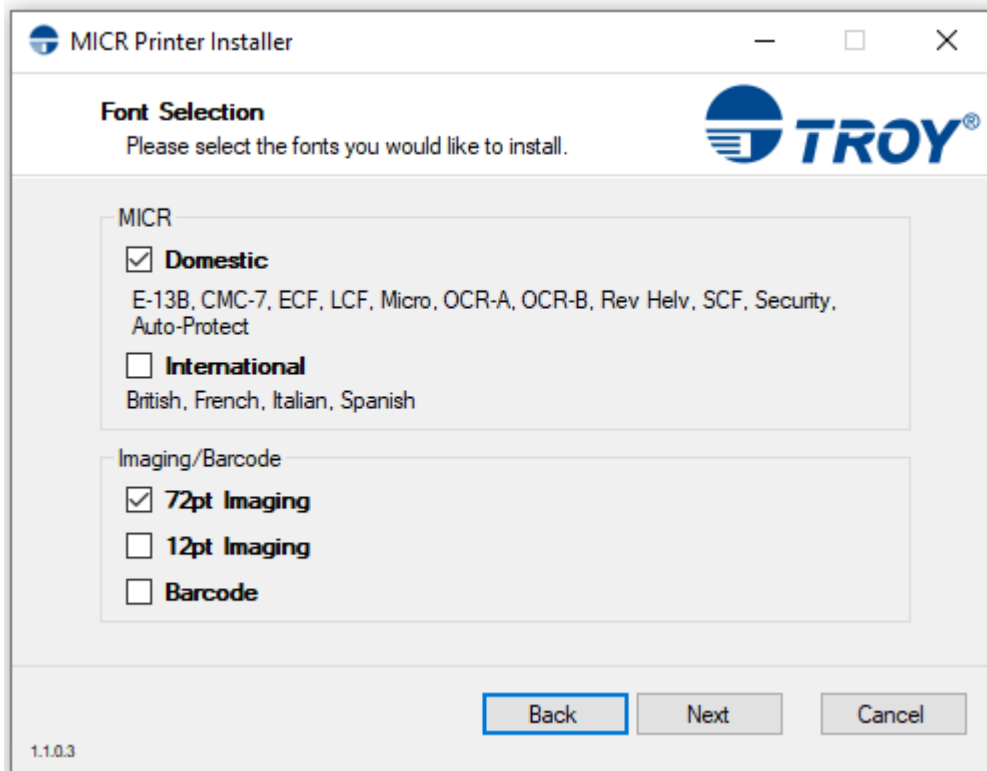 MICR Printer Installer
Font Selection
Please select the fonts you would like to install.
TROY®
MICR
Domestic
E-13B, CMC-7, ECF, LCF, Micro, OCR-A, OCR-B, Rev Helv, SCF, Security,
Auto-Protect
International
British, French, Italian, Spanish
Imaging/Barcode
72pt Imaging
12pt Imaging
Barcode
Back Next Cancel
1.1.0.3